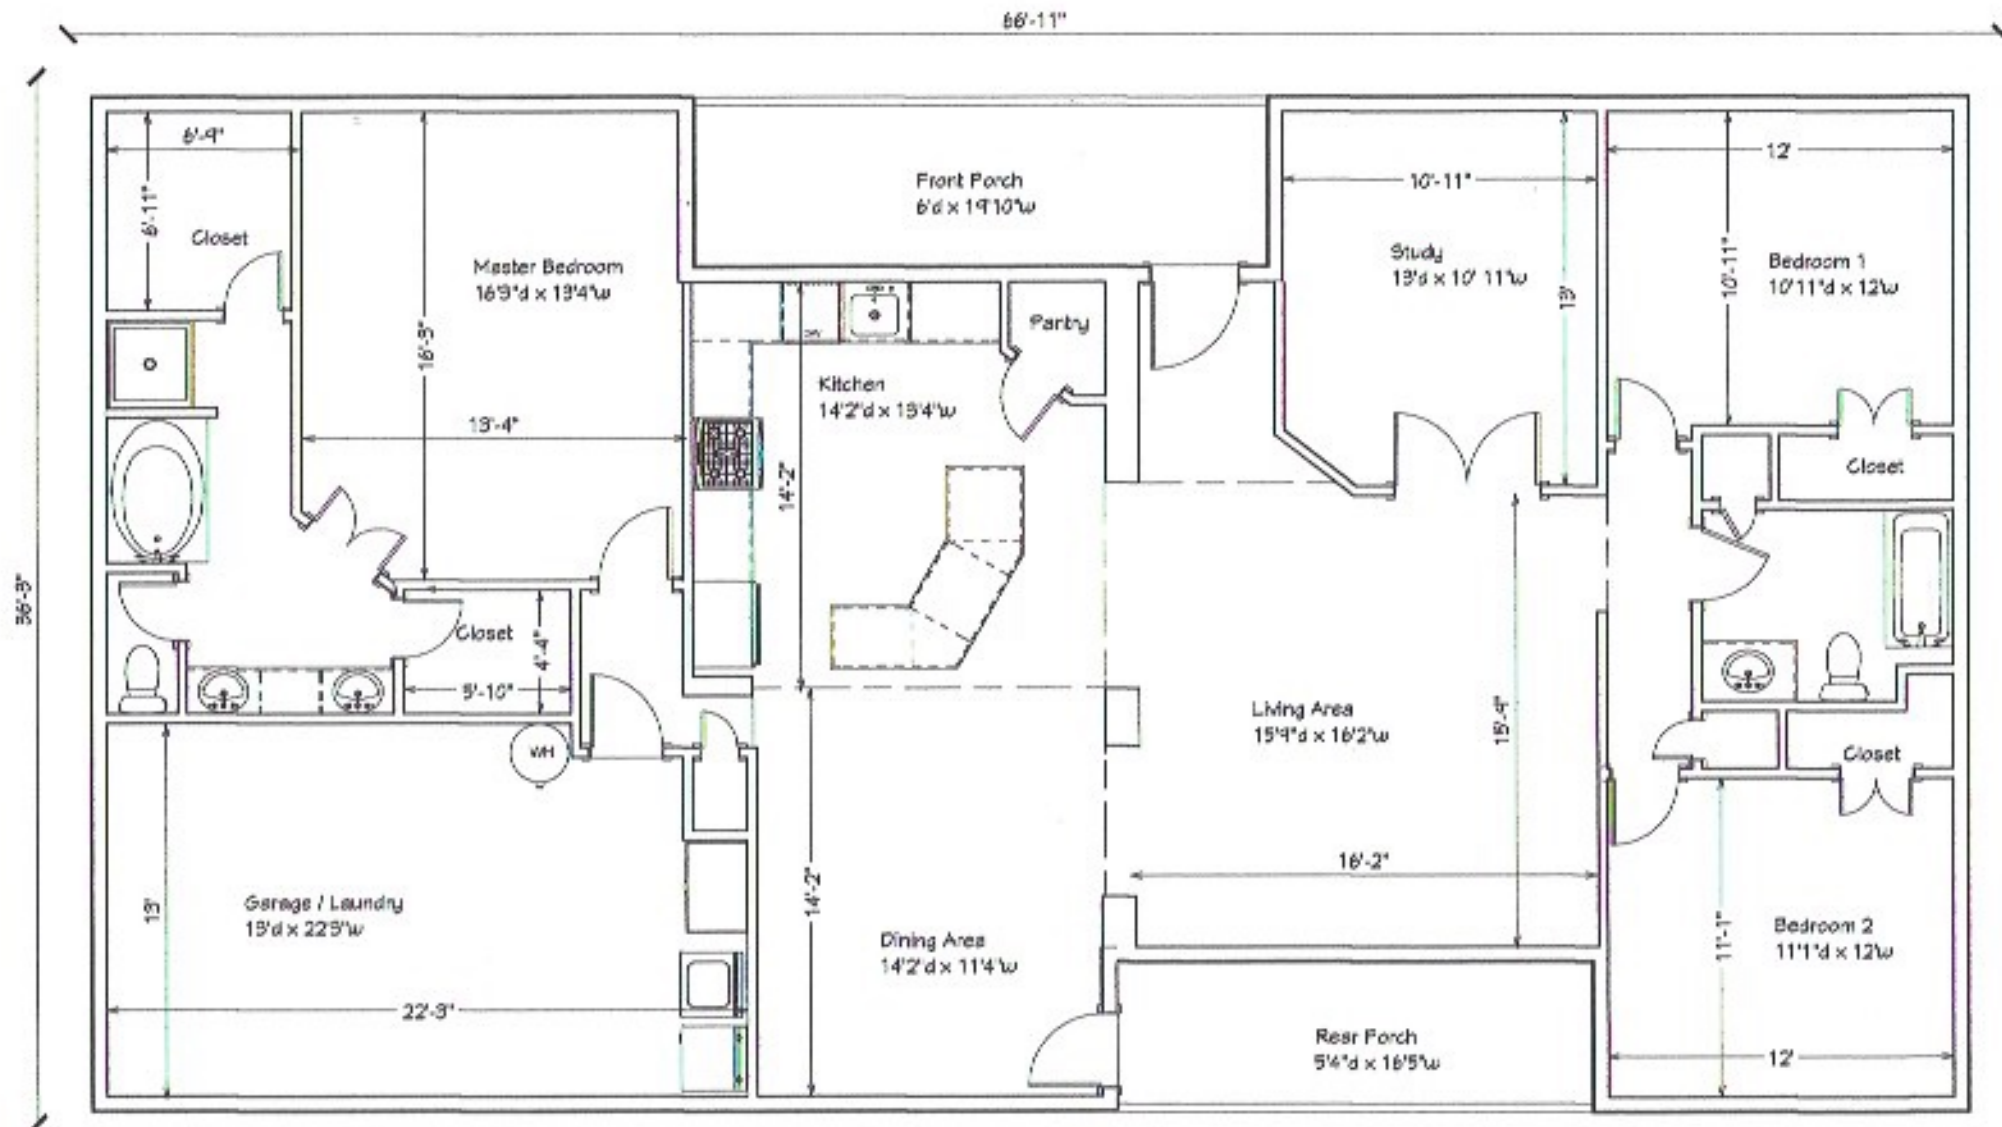 66'-11"
36'-3"
6'-9"
6'-11"
Closet
Master Bedroom
16'3"d x 13'4"w
16'-3"
13'-4"
Front Porch
6'd x 19'10"w
Pantry
Kitchen
14'2"d x 13'4"w
14'-2"
10'-11"
Study
13'd x 10' 11"w
13'
12'
10'-11"
Bedroom 1
10'11"d x 12'w
Closet
Closet
4'-4"
5'-10"
WH
Living Area
15'9"d x 16'2"w
15'-9"
16'-2"
Closet
13'
Garage / Laundry
13'd x 22'3"w
22'-3"
14'-2"
Dining Area
14'2"d x 11'4"w
Rear Porch
5'4"d x 16'5"w
11'-1"
Bedroom 2
11'1"d x 12'w
12'